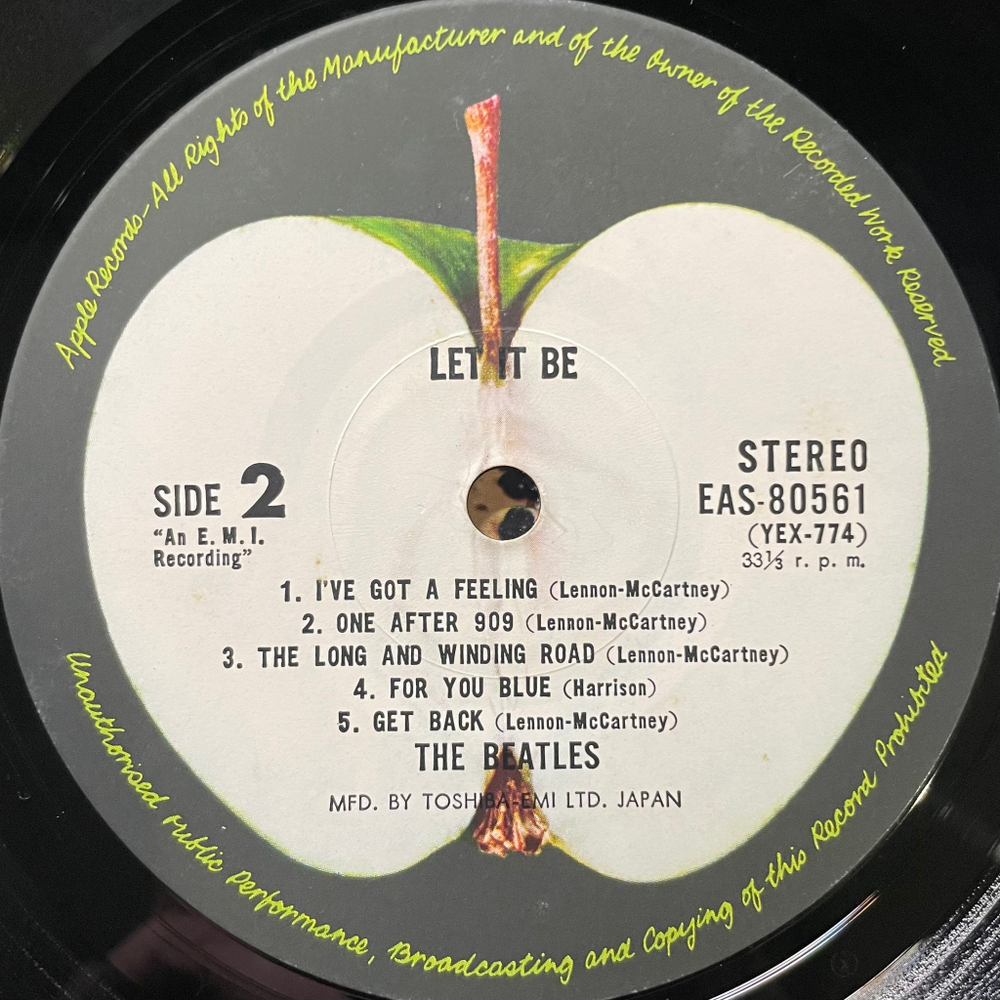 Apple Records—All Rights of the Manufacturer and of the Owner of the Recorded Work Reserved
LET IT BE
SIDE 2
"An E. M. I.
Recording"
STEREO
EAS-80561
(YEX-774)
33⅓ r. p. m.
1. I'VE GOT A FEELING (Lennon-McCartney)
2. ONE AFTER 909 (Lennon-McCartney)
3. THE LONG AND WINDING ROAD (Lennon-McCartney)
4. FOR YOU BLUE (Harrison)
5. GET BACK (Lennon-McCartney)
THE BEATLES
MFD. BY TOSHIBA-EMI LTD. JAPAN
Unauthorised Public Performance, Broadcasting and Copying of this Record Prohibited